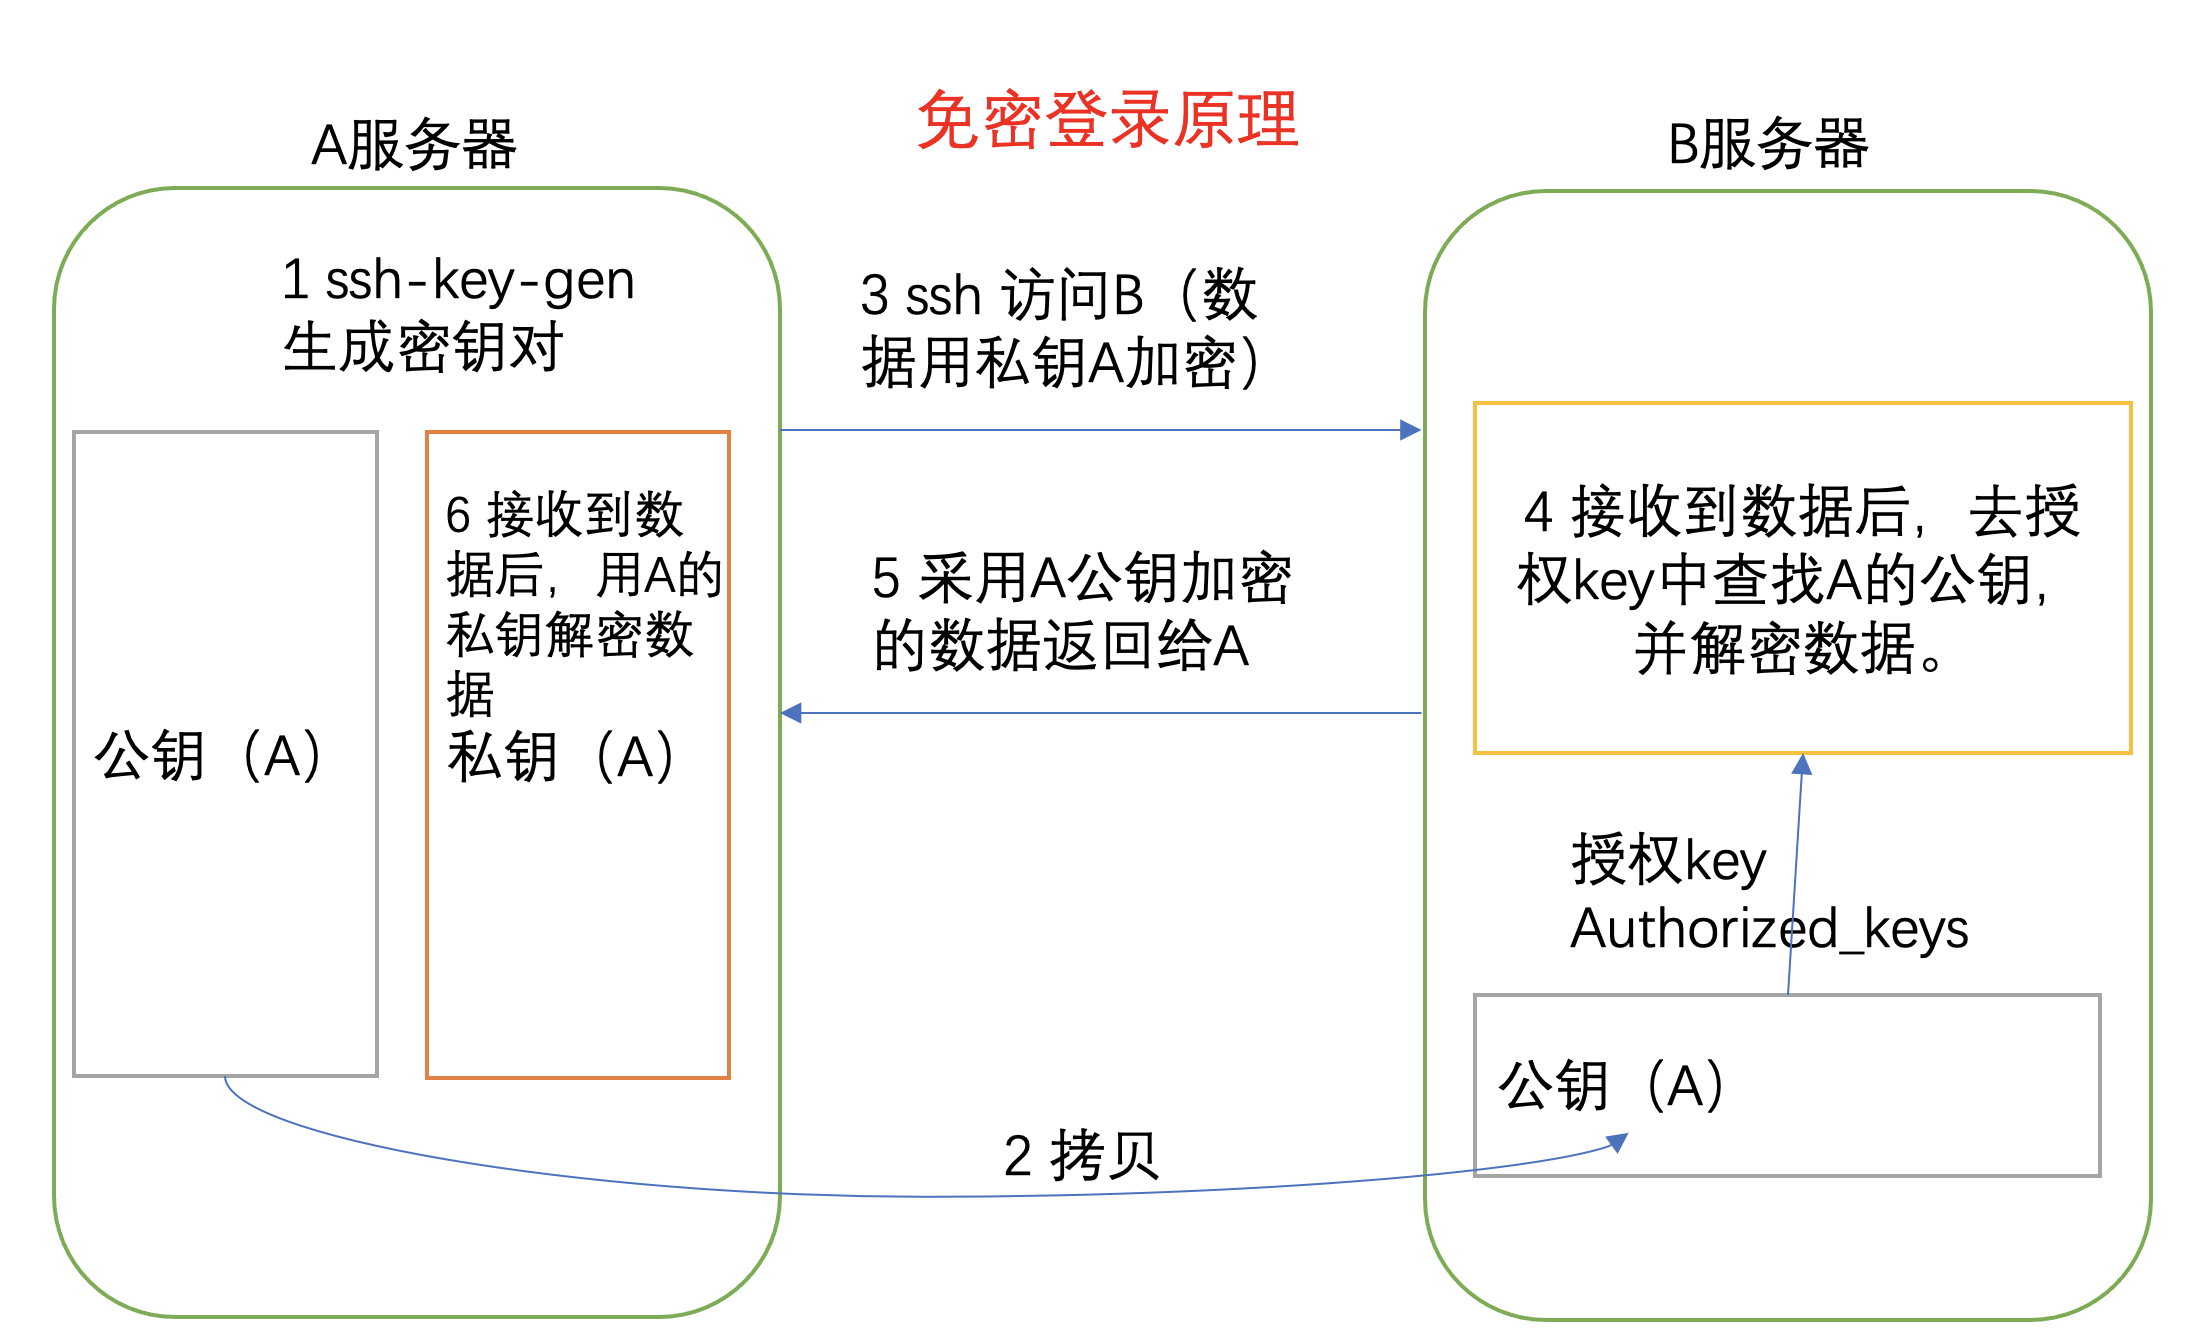 免密登录原理
A服务器
B服务器
1 ssh-key-gen
生成密钥对
3 ssh 访问B（数
据用私钥A加密）
6 接收到数
据后，用A的
私钥解密数
据
私钥（A）
公钥（A）
5 采用A公钥加密
的数据返回给A
4 接收到数据后，去授
权key中查找A的公钥，
并解密数据。
授权key
Authorized_keys
公钥（A）
2 拷贝